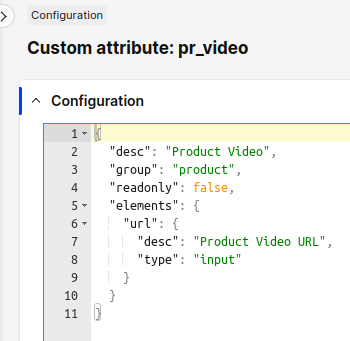 Configuration
Custom attribute: pr_video
Configuration
1 {
2 "desc": "Product Video",
3 "group": "product",
4 "readonly": false,
5 "elements": {
6 "url": {
7 "desc": "Product Video URL",
8 "type": "input"
9 }
10 }
11 }